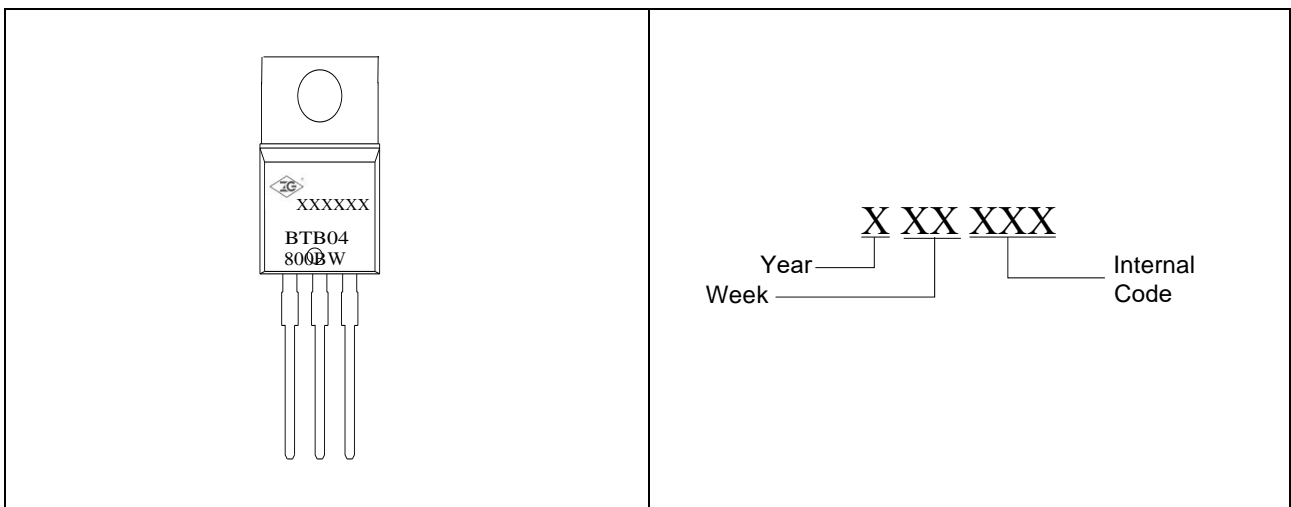 XXXXXX
BTB04
800BW
X XX XXX
Year
Week
Internal
Code